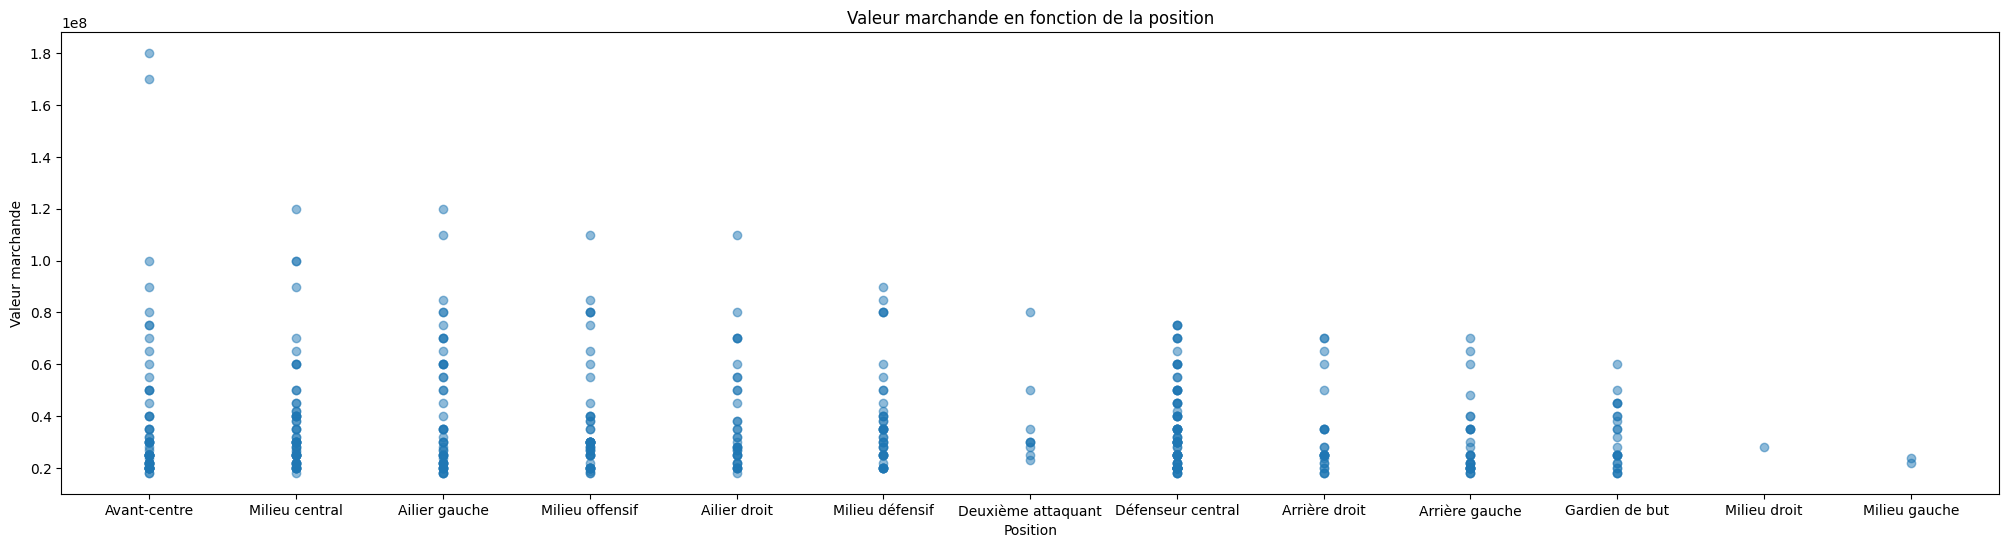 Valeur marchande en fonction de la position
1e8
1.8
1.6
1.4
1.2
1.0
0.8
0.6
0.4
0.2
Valeur marchande
Avant-centre Milieu central Ailier gauche Milieu offensif Ailier droit Milieu défensif Deuxième attaquant Défenseur central Arrière droit Arrière gauche Gardien de but Milieu droit Milieu gauche
Position